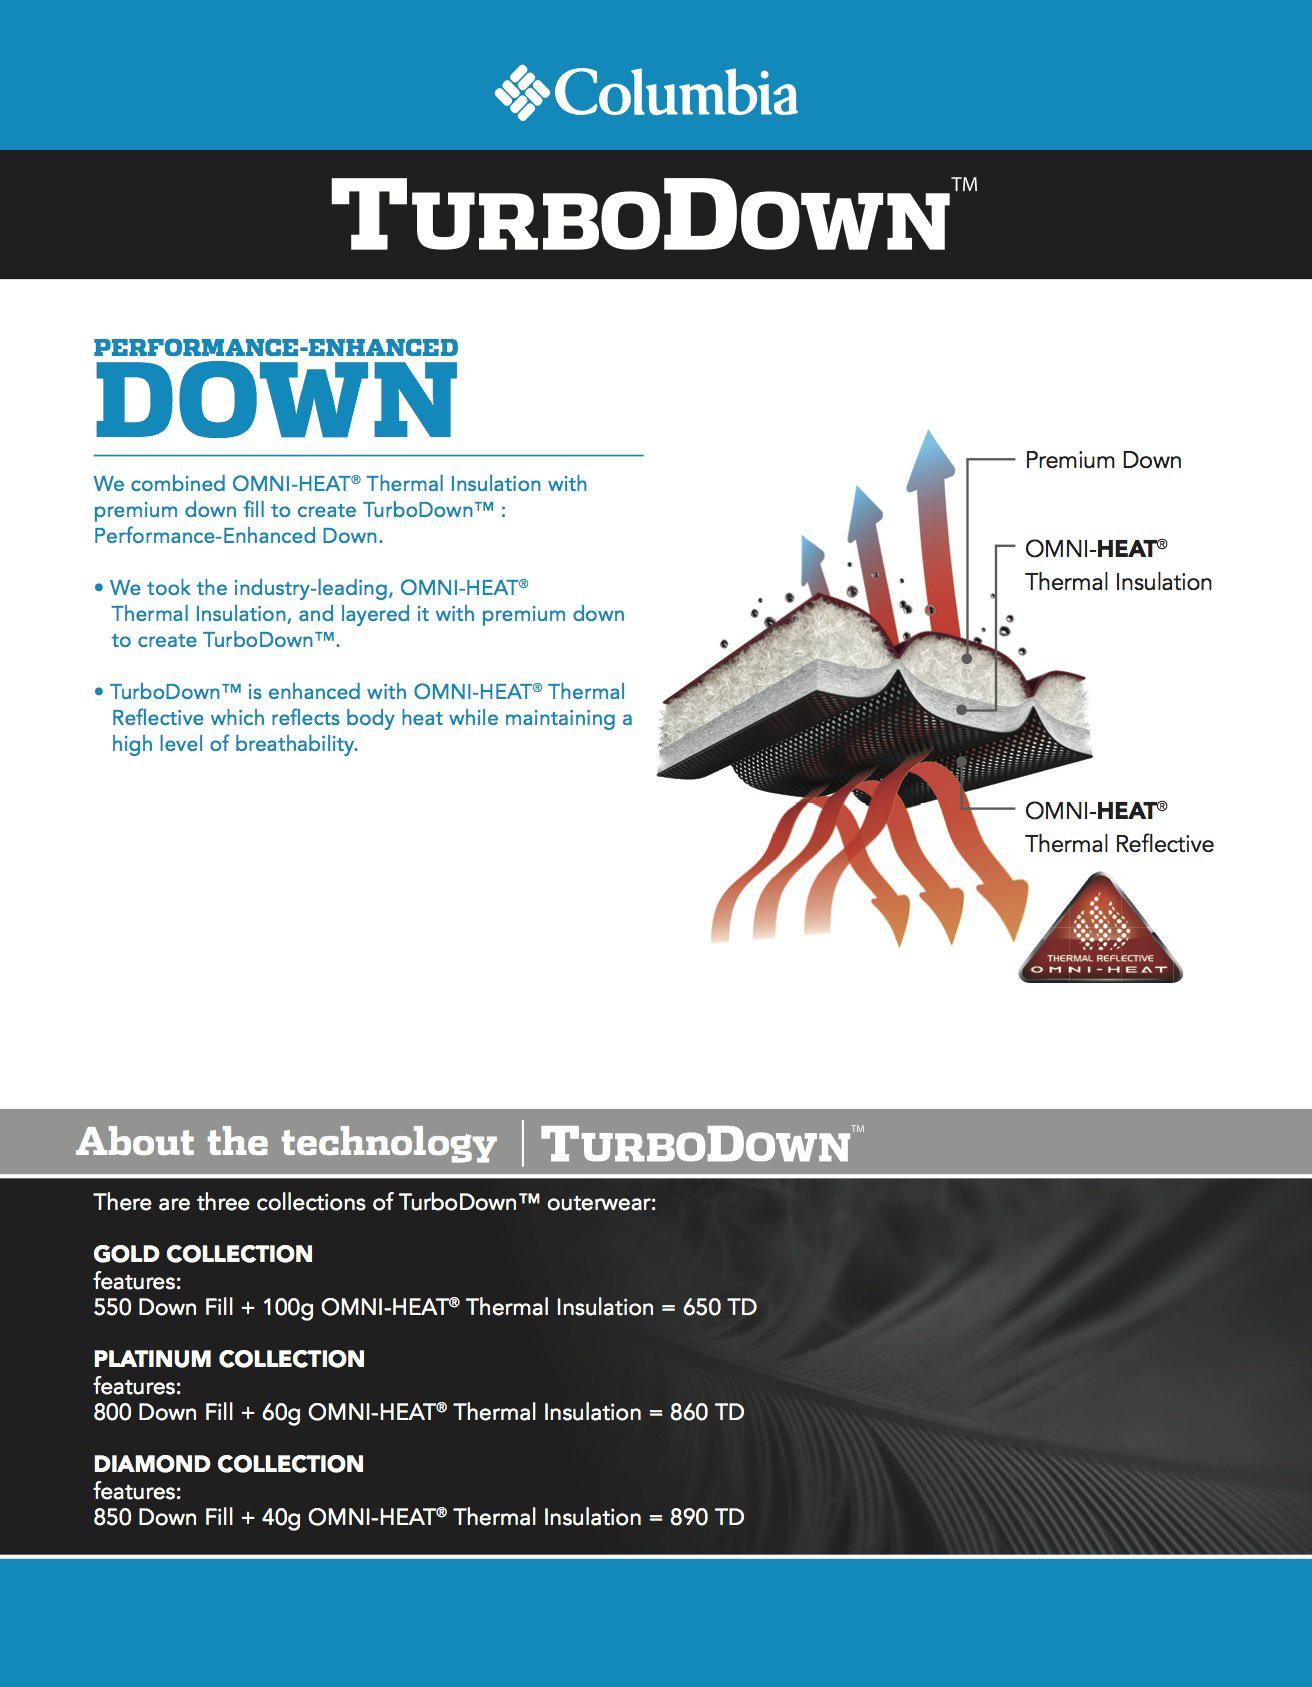 Columbia
TURBODOWN™
PERFORMANCE-ENHANCED
DOWN
We combined OMNI-HEAT® Thermal Insulation with
premium down fill to create TurboDown™ :
Performance-Enhanced Down.
• We took the industry-leading, OMNI-HEAT®
Thermal Insulation, and layered it with premium down
to create TurboDown™.
• TurboDown™ is enhanced with OMNI-HEAT® Thermal
Reflective which reflects body heat while maintaining a
high level of breathability.
Premium Down
OMNI-HEAT®
Thermal Insulation
OMNI-HEAT®
Thermal Reflective
THERMAL REFLECTIVE
OMNI-HEAT
About the technology | TURBODOWN™
There are three collections of TurboDown™ outerwear:
GOLD COLLECTION
features:
550 Down Fill + 100g OMNI-HEAT® Thermal Insulation = 650 TD
PLATINUM COLLECTION
features:
800 Down Fill + 60g OMNI-HEAT® Thermal Insulation = 860 TD
DIAMOND COLLECTION
features:
850 Down Fill + 40g OMNI-HEAT® Thermal Insulation = 890 TD